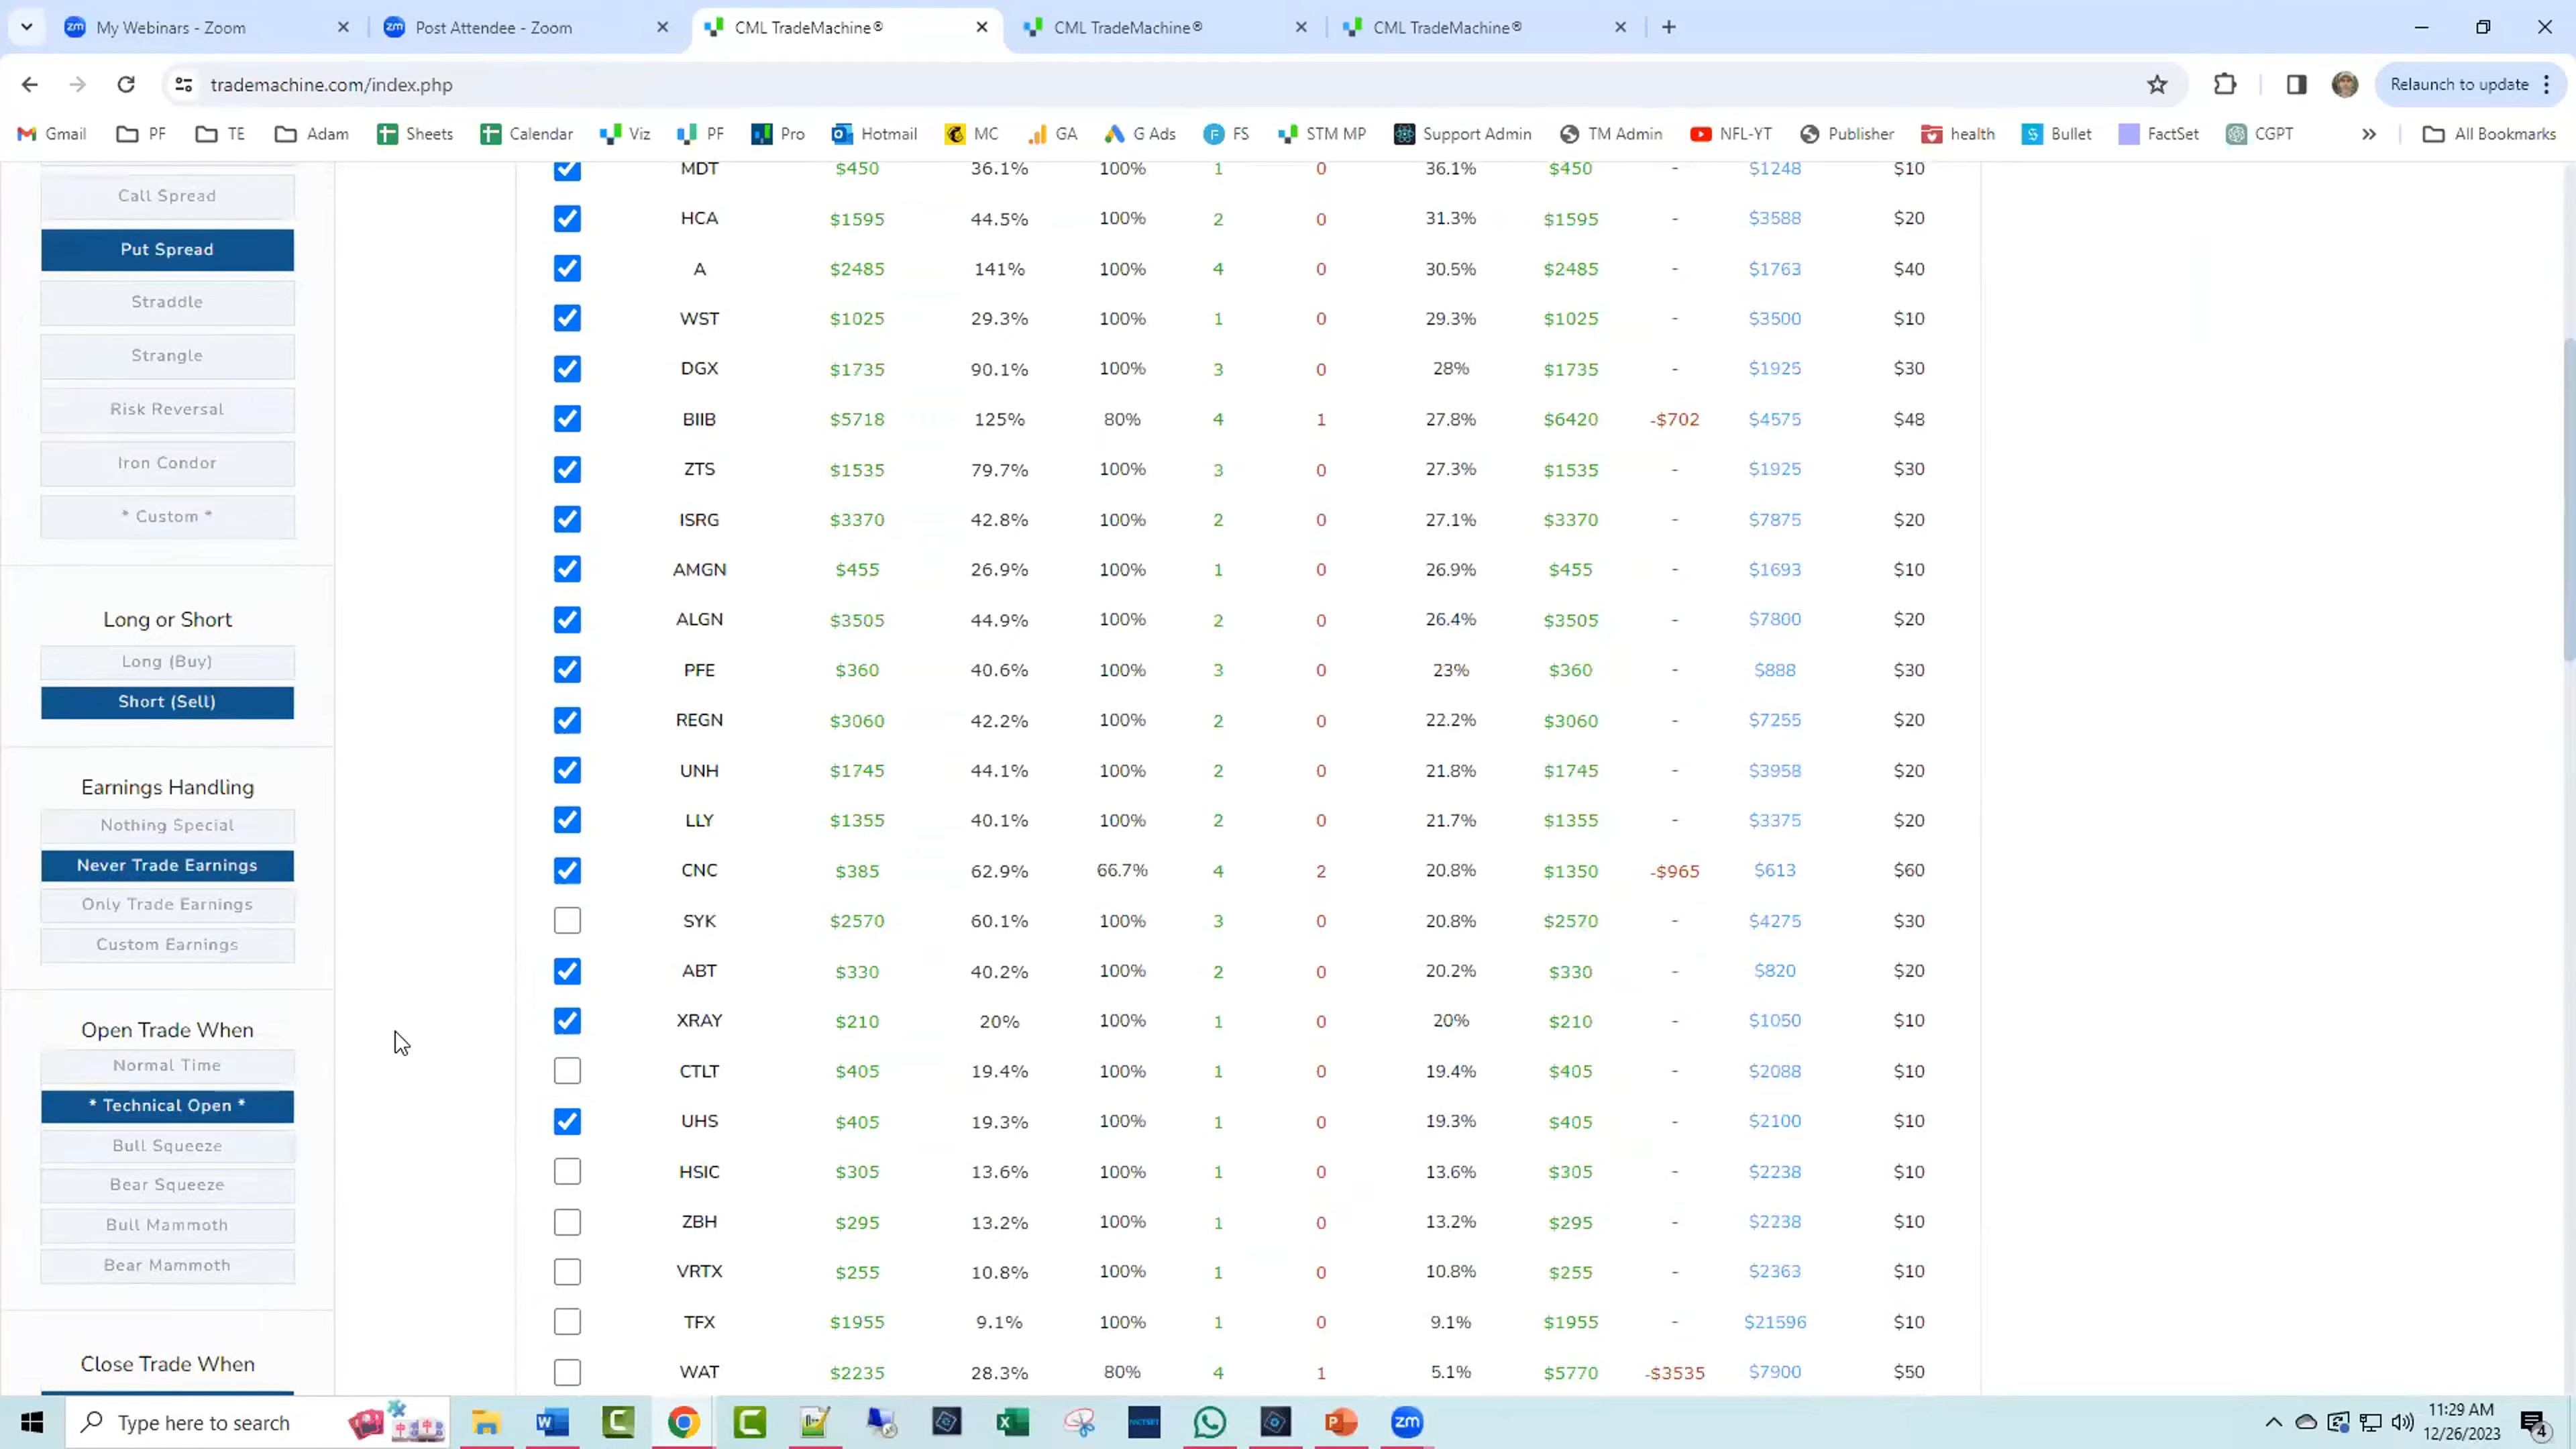 My Webinars - Zoom
Post Attendee - Zoom
CML TradeMachine®
CML TradeMachine®
CML TradeMachine®
trademachine.com/index.php
Relaunch to update
Gmail PF TE Adam Sheets Calendar Viz PF Pro Hotmail MC GA G Ads FS STM MP Support Admin TM Admin NFL-YT Publisher health Bullet FactSet CGPT » All Bookmarks
Call Spread
Put Spread
Straddle
Strangle
Risk Reversal
Iron Condor
* Custom *
Long or Short
Long (Buy)
Short (Sell)
Earnings Handling
Nothing Special
Never Trade Earnings
Only Trade Earnings
Custom Earnings
Open Trade When
Normal Time
* Technical Open *
Bull Squeeze
Bear Squeeze
Bull Mammoth
Bear Mammoth
Close Trade When
MDT $450 36.1% 100% 1 0 36.1% $450 - $1248 $10
HCA $1595 44.5% 100% 2 0 31.3% $1595 - $3588 $20
A $2485 141% 100% 4 0 30.5% $2485 - $1763 $40
WST $1025 29.3% 100% 1 0 29.3% $1025 - $3500 $10
DGX $1735 90.1% 100% 3 0 28% $1735 - $1925 $30
BIIB $5718 125% 80% 4 1 27.8% $6420 -$702 $4575 $48
ZTS $1535 79.7% 100% 3 0 27.3% $1535 - $1925 $30
ISRG $3370 42.8% 100% 2 0 27.1% $3370 - $7875 $20
AMGN $455 26.9% 100% 1 0 26.9% $455 - $1693 $10
ALGN $3505 44.9% 100% 2 0 26.4% $3505 - $7800 $20
PFE $360 40.6% 100% 3 0 23% $360 - $888 $30
REGN $3060 42.2% 100% 2 0 22.2% $3060 - $7255 $20
UNH $1745 44.1% 100% 2 0 21.8% $1745 - $3958 $20
LLY $1355 40.1% 100% 2 0 21.7% $1355 - $3375 $20
CNC $385 62.9% 66.7% 4 2 20.8% $1350 -$965 $613 $60
SYK $2570 60.1% 100% 3 0 20.8% $2570 - $4275 $30
ABT $330 40.2% 100% 2 0 20.2% $330 - $820 $20
XRAY $210 20% 100% 1 0 20% $210 - $1050 $10
CTLT $405 19.4% 100% 1 0 19.4% $405 - $2088 $10
UHS $405 19.3% 100% 1 0 19.3% $405 - $2100 $10
HSIC $305 13.6% 100% 1 0 13.6% $305 - $2238 $10
ZBH $295 13.2% 100% 1 0 13.2% $295 - $2238 $10
VRTX $255 10.8% 100% 1 0 10.8% $255 - $2363 $10
TFX $1955 9.1% 100% 1 0 9.1% $1955 - $21596 $10
WAT $2235 28.3% 80% 4 1 5.1% $5770 -$3535 $7900 $50
Type here to search
11:29 AM
12/26/2023
4